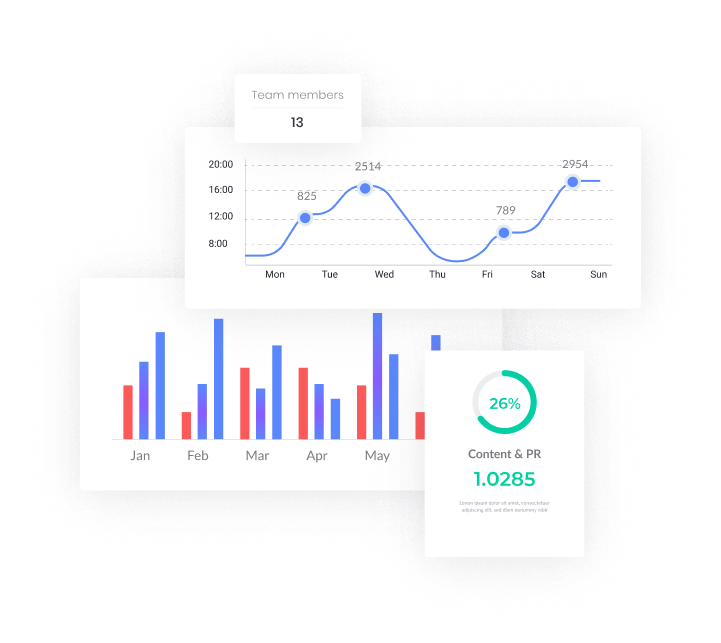 Team members
13
20:00
2514
2954
16:00
825
12:00
789
8:00
Mon Tue Wed Thu Fri Sat Sun
Jan Feb Mar Apr May
26%
Content & PR
1.0285
Lorem ipsum dolor sit amet, consectetuer
adipiscing elit, sed diam nonummy nibh